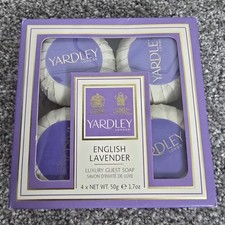 YARDLEY
LONDON
YARDLEY
YARDLEY
LONDON
ENGLISH
LAVENDER
LUXURY GUEST SOAP
SAVON D'INVITÉ DE LUXE
4 x NET WT. 50g ℮ 1.7oz
YARDLEY